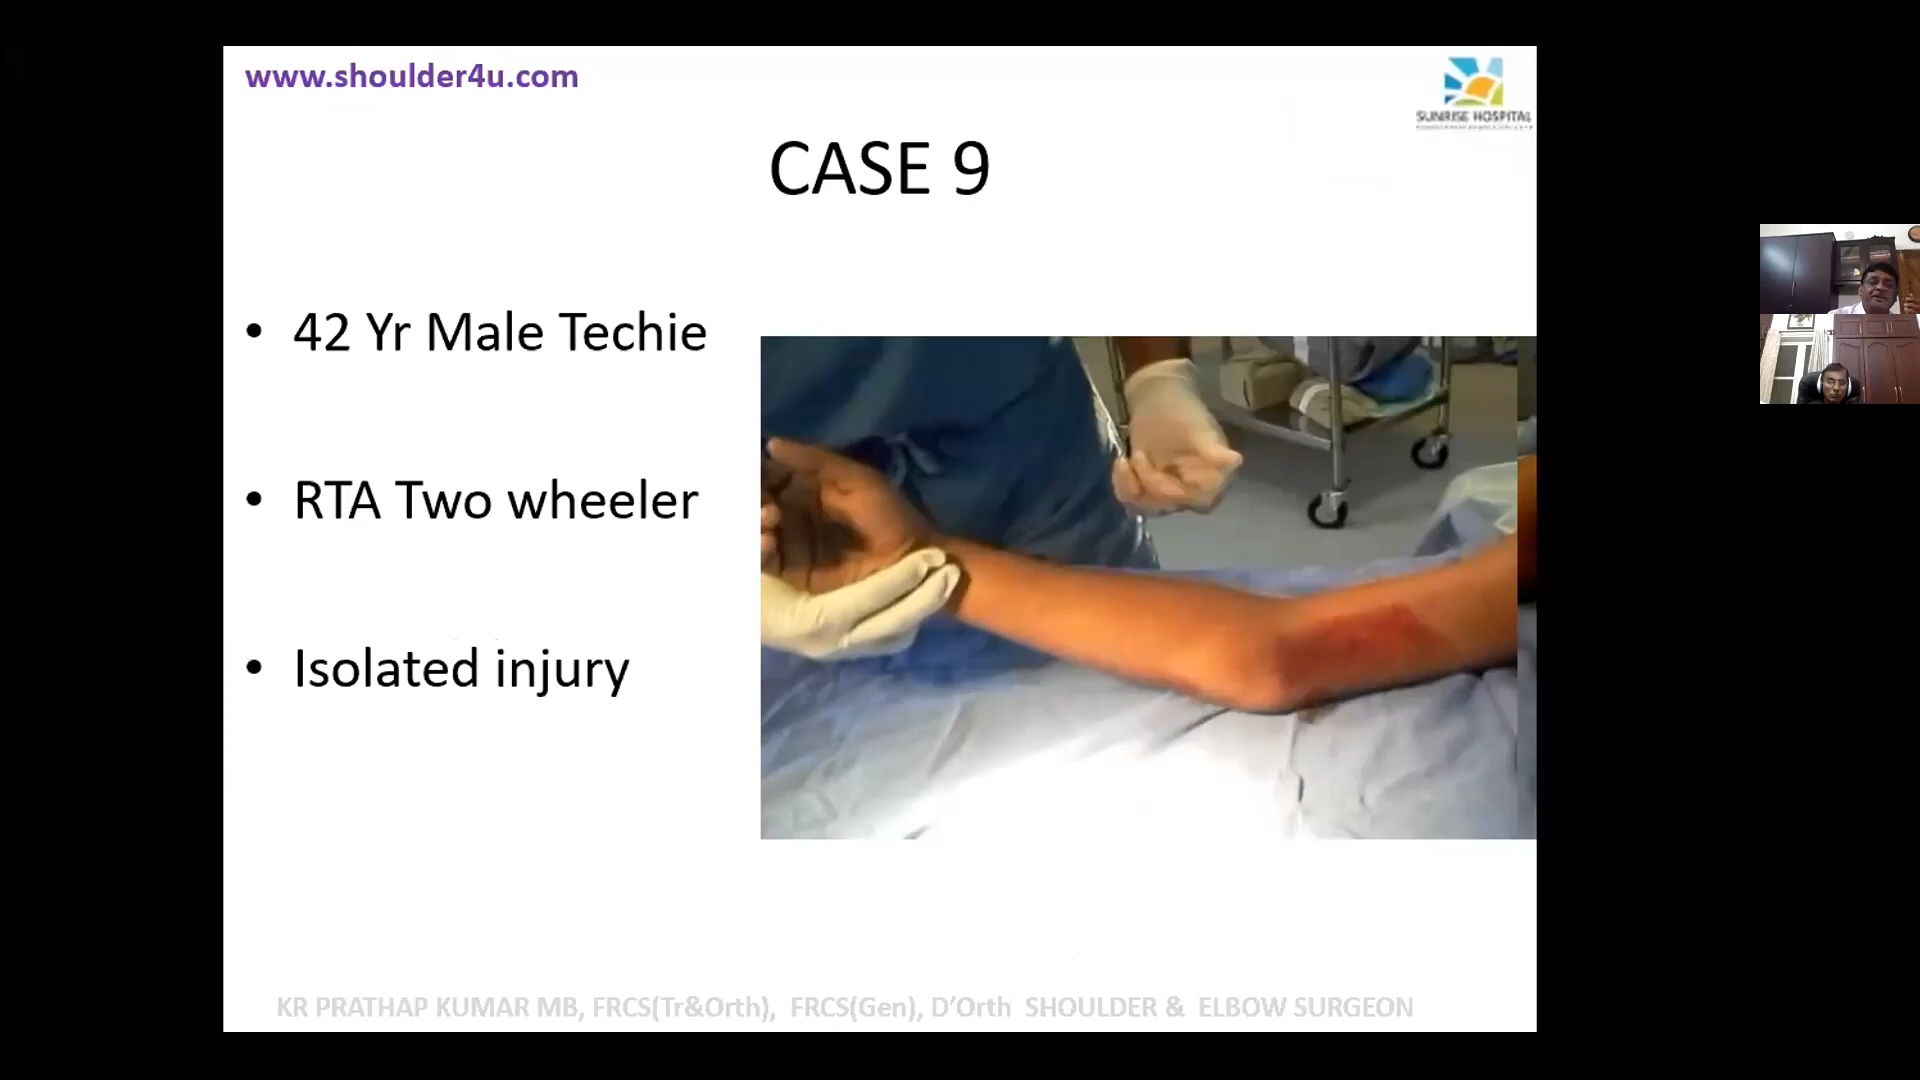 www.shoulder4u.com
SUNRISE HOSPITAL
CASE 9
• 42 Yr Male Techie
• RTA Two wheeler
• Isolated injury
KR PRATHAP KUMAR MB, FRCS(Tr&Orth), FRCS(Gen), D’Orth SHOULDER & ELBOW SURGEON